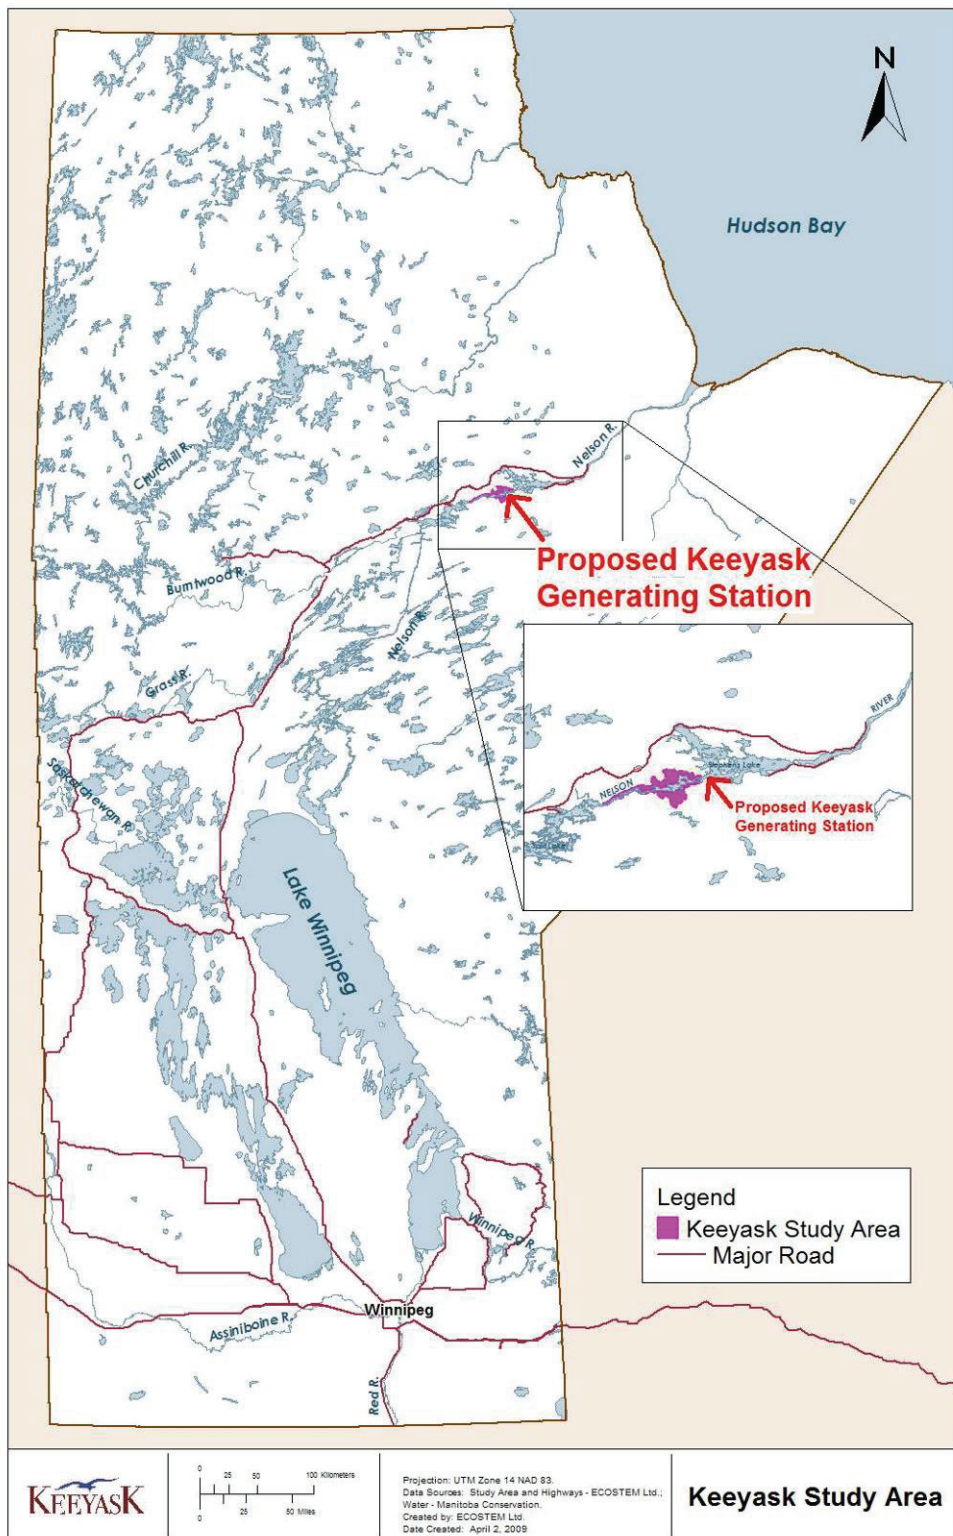 N
Hudson Bay
Nelson R.
Churchill R.
Proposed Keeyask
Generating Station
Burntwood R.
Nelson R.
Grass R.
RIVER
Saskatchewan R.
Stephens Lake
NELSON
Proposed Keeyask
Generating Station
Lake Winnipeg
Legend
Keeyask Study Area
Major Road
Winnipeg R.
Winnipeg
Assiniboine R.
Red R.
KEEYASK
0 25 50 100 Kilometers
0 25 50 Miles
Projection: UTM Zone 14 NAD 83.
Data Sources: Study Area and Highways - ECOSTEM Ltd.;
Water - Manitoba Conservation.
Created by: ECOSTEM Ltd.
Date Created: April 2, 2009
Keeyask Study Area